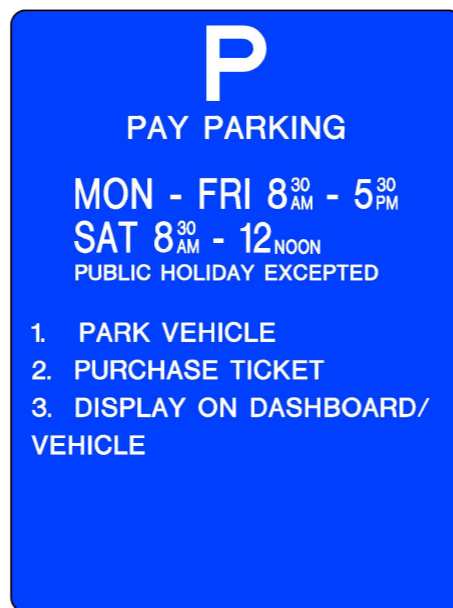 P
PAY PARKING
MON - FRI 8 30 AM - 5 30 PM
SAT 8 30 AM - 12 NOON
PUBLIC HOLIDAY EXCEPTED
1. PARK VEHICLE
2. PURCHASE TICKET
3. DISPLAY ON DASHBOARD/
VEHICLE